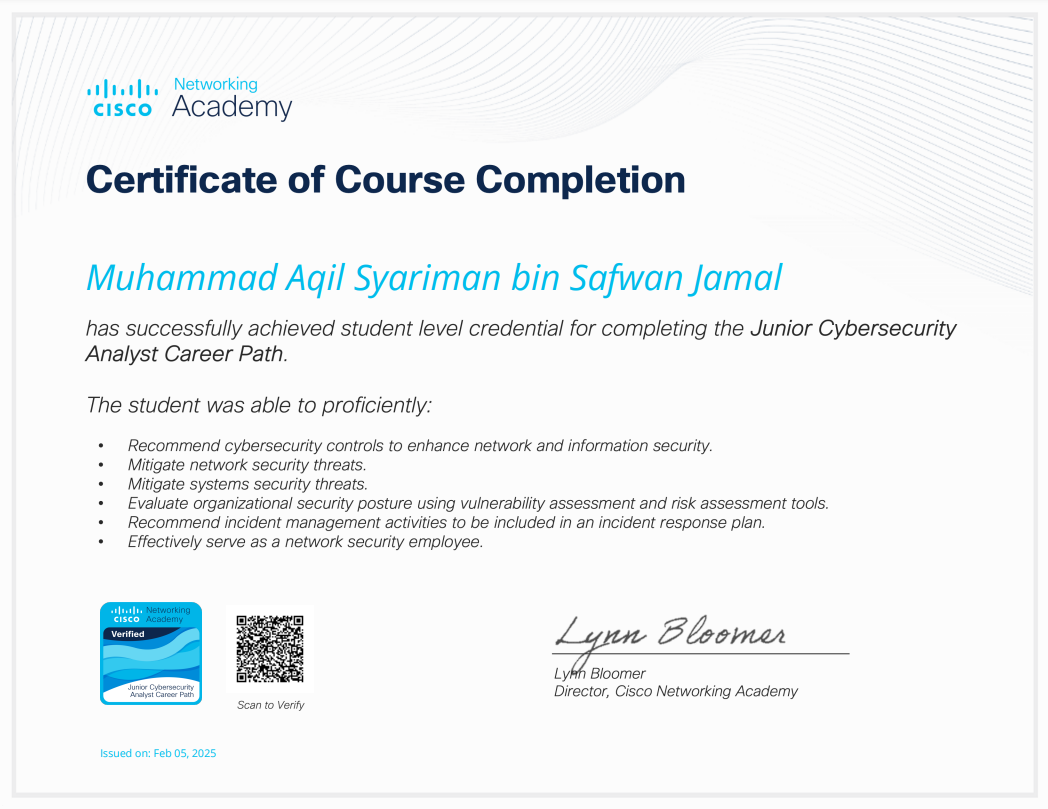 Networking
CISCO Academy
Certificate of Course Completion
Muhammad Aqil Syariman bin Safwan Jamal
has successfully achieved student level credential for completing the Junior Cybersecurity
Analyst Career Path.
The student was able to proficiently:
• Recommend cybersecurity controls to enhance network and information security.
• Mitigate network security threats.
• Mitigate systems security threats.
• Evaluate organizational security posture using vulnerability assessment and risk assessment tools.
• Recommend incident management activities to be included in an incident response plan.
• Effectively serve as a network security employee.
Networking
CISCO Academy
Verified
Junior Cybersecurity
Analyst Career Path
Scan to Verify
Lynn Bloomer
Lynn Bloomer
Director, Cisco Networking Academy
Issued on: Feb 05, 2025